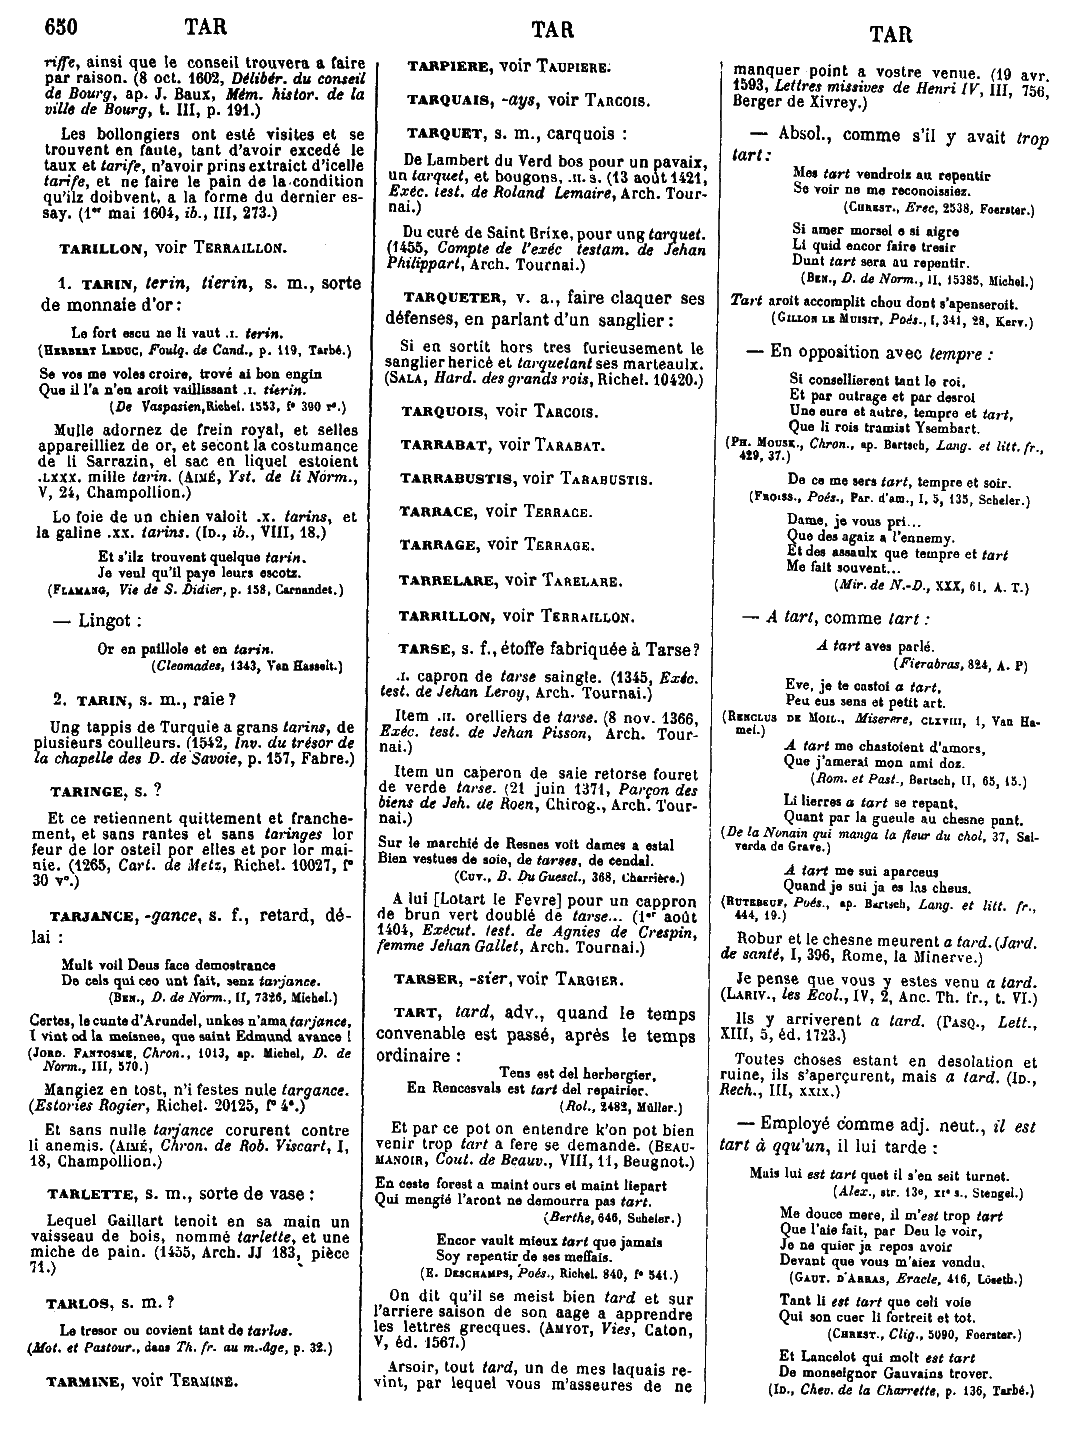 650 TAR TAR TAR
riffe, ainsi que le conseil trouvera a faire
par raison. (8 oct. 1602, Délibér. du conseil
de Bourg, ap. J. Baux, Mém. histor. de la
ville de Bourg, t. III, p. 191.)
Les bollongiers ont esté visites et se
trouvent en faute, tant d'avoir excedé le
taux et tarife, n'avoir prins extraict d'icelle
tarife, et ne faire le pain de la condition
qu'ilz doibvent, a la forme du dernier es-
say. (1er mai 1604, ib., III, 273.)
TARILLON, voir TERRAILLON.
1. TARIN, terin, tierin, s. m., sorte
de monnaie d'or :
Le fort escu ne li vaut .I. terin.
(HERBERT LEDUC, Foulq. de Cand., p. 119, Tarbé.)
Se vos me voles croire, trové ai bon engin
Que il l'a n'en aroit vaillissant .I. tierin.
(De Vaspasien, Richel. 1553, f° 390 r°.)
Mulle adornez de frein royal, et selles
appareilliez de or, et secont la costumance
de li Sarrazin, el sac en liquel estoient
.LXXX. mille tarin. (AIMÉ, Yst. de li Norm.,
V, 24, Champollion.)
Lo foie de un chien valoit .X. tarins, et
la galine .XX. tarins. (ID., ib., VIII, 18.)
Et s'ilz trouvent quelque tarin.
Je veul qu'il paye leurs escotz.
(FLAMANG, Vie de S. Didier, p. 158, Carnandet.)
— Lingot :
Or en paillole et en tarin.
(Cleomades, 1343, Van Hasselt.)
2. TARIN, s. m., raie ?
Ung tappis de Turquie a grans tarins, de
plusieurs coulleurs. (1542, Inv. du trésor de
la chapelle des D. de Savoie, p. 157, Fabre.)
TARINGE, s. ?
Et ce retiennent quittement et franche-
ment, et sans rantes et sans taringes lor
feur de lor osteil por elles et por lor mai-
nie. (1265, Cart. de Metz, Richel. 10027, f°
30 v°.)
TARJANCE, -gance, s. f., retard, dé-
lai :
Mult voil Deus face demostrance
De cels qui ceo unt fait, senz tarjance.
(BEN., D. de Norm., II, 7326, Michel.)
Certes, le cunte d'Arundel, unkes n'ama tarjance,
I vint od la meisnee, que saint Edmund avance !
(JORD. FANTOSME, Chron., 1013, ap. Michel, D. de
Norm., III, 570.)
Mangiez en tost, n'i festes nule targance.
(Estories Rogier, Richel. 20125, f° 4ª.)
Et sans nulle tarjance corurent contre
li anemis. (AIMÉ, Chron. de Rob. Viscart, I,
18, Champollion.)
TARLETTE, s. m., sorte de vase :
Lequel Gaillart tenoit en sa main un
vaisseau de bois, nommé tarlette, et une
miche de pain. (1455, Arch. JJ 183, pièce
71.)
TARLOS, s. m. ?
Le tresor ou covient tant de tarlos.
(Mot. et Pastour., dans Th. fr. au m.-âge, p. 32.)
TARMINE, voir TERMINE.
TARPIERE, voir TAUPIERE.
TARQUAIS, -ays, voir TARCOIS.
TARQUET, s. m., carquois :
De Lambert du Verd bos pour un pavaix,
un tarquet, et bougons, .II. s. (13 août 1421,
Exéc. test. de Roland Lemaire, Arch. Tour-
nai.)
Du curé de Saint Brixe, pour ung tarquet.
(1455, Compte de l'exéc testam. de Jehan
Philippart, Arch. Tournai.)
TARQUETER, v. a., faire claquer ses
défenses, en parlant d'un sanglier :
Si en sortit hors tres furieusement le
sanglier hericé et tarquetant ses marteaulx.
(SALA, Hard. des grands rois, Richel. 10420.)
TARQUOIS, voir TARCOIS.
TARRABAT, voir TARABAT.
TARRABUSTIS, voir TARABUSTIS.
TARRACE, voir TERRACE.
TARRAGE, voir TERRAGE.
TARRELARE, voir TARELARE.
TARRILLON, voir TERRAILLON.
TARSE, s. f., étoffe fabriquée à Tarse ?
.I. capron de tarse saingle. (1345, Exéc.
test. de Jehan Leroy, Arch. Tournai.)
Item .II. orelliers de tarse. (8 nov. 1366,
Exéc. test. de Jehan Pisson, Arch. Tour-
nai.)
Item un caperon de saie retorse fouret
de verde tarse. (21 juin 1371, Parçon des
biens de Jeh. de Roen, Chirog., Arch. Tour-
nai.)
Sur le marchié de Resnes voit dames a estal
Bien vestues de soie, de tarses, de cendal.
(CUV., B. Du Guescl., 368, Charrière.)
A lui [Lotart le Fevre] pour un cappron
de brun vert doublé de tarse... (1er août
1404, Exécut. test. de Agnies de Crespin,
femme Jehan Gallet, Arch. Tournai.)
TARSER, -sier, voir TARGIER.
TART, tard, adv., quand le temps
convenable est passé, après le temps
ordinaire :
Tens est del herbergier,
En Rencesvals est tart del repairier.
(Rol., 2482, Müller.)
Et par ce pot on entendre k'on pot bien
venir trop tart a fere se demande. (BEAU-
MANOIR, Cout. de Beauv., VIII, 11, Beugnot.)
En ceste forest a maint ours et maint liepart
Qui mengié l'aront ne demourra pas tart.
(Berthe, 646, Scheler.)
Encor vault mieux tart que jamais
Soy repentir de ses meffais.
(E. DESCHAMPS, Poés., Richel. 840, f° 541.)
On dit qu'il se meist bien tard et sur
l'arriere saison de son aage a apprendre
les lettres grecques. (AMYOT, Vies, Caton,
V, éd. 1567.)
Arsoir, tout tard, un de mes laquais re-
vint, par lequel vous m'asseures de ne
manquer point a vostre venue. (19 avr.
1593, Lettres missives de Henri IV, III, 756,
Berger de Xivrey.)
— Absol., comme s'il y avait trop
tart :
Mes tart vendroiz au repentir
Se voir ne me reconoissiez.
(CHREST., Erec, 2538, Foerster.)
Si amer morsel e si aigre
Li quid encor faire tresir
Dunt tart sera au repentir.
(BEN., D. de Norm., II, 15385, Michel.)
Tart aroit accomplit chou dont s'apenseroit.
(GILLON LE MUISIT, Poés., I, 341, 28, Kerv.)
— En opposition avec tempre :
Si consellierent tant le roi,
Et par outrage et par desroi
Une eure et autre, tempre et tart,
Que li rois tramist Ysembart.
(PH. MOUSK., Chron., ap. Bartsch, Lang. et litt. fr.,
429, 37.)
De ce me sers tart, tempre et soir.
(FROISS., Poés., Par. d'am., I, 5, 135, Scheler.)
Dame, je vous pri...
Que des agaiz a l'ennemy.
Et des assaulx que tempre et tart
Me fait souvent...
(Mir. de N.-D., XXX, 61, A. T.)
— A tart, comme tart :
A tart aves parlé.
(Fierabras, 824, A. P)
Eve, je te castoi a tart,
Peu eus sens et petit art.
(RENCLUS DE MOIL., Miserere, CLXVIII, 1, Van Ha-
mel.)
A tart me chastoient d'amors,
Que j'amerai mon ami doz.
(Rom. et Past., Bartsch, II, 65, 15.)
Li lierres a tart se repant,
Quant par la gueule au chesne pant.
(De la Nonain qui manga la fleur du chol, 37, Sal-
verda de Grave.)
A tart me sui aparceus
Quand je sui ja es las cheus.
(RUTEBEUF, Poés., ap. Bartsch, Lang. et litt. fr.,
444, 19.)
Robur et le chesne meurent a tard. (Jard.
de santé, I, 396, Rome, la Minerve.)
Je pense que vous y estes venu a tard.
(LARIV., les Ecol., IV, 2, Anc. Th. fr., t. VI.)
Ils y arriverent a tard. (PASQ., Lett.,
XIII, 5, éd. 1723.)
Toutes choses estant en desolation et
ruine, ils s'aperçurent, mais a tard. (ID.,
Rech., III, XXIX.)
— Employé comme adj. neut., il est
tart à qqu'un, il lui tarde :
Mais lui est tart quet il s'en seit turnet.
(Alex., str. 13e, XIe s., Stengel.)
Me douce mere, il m'est trop tart
Que l'aie fait, par Deu le voir,
Je ne quier ja repos avoir
Devant que vous m'aiez vendu.
(GAUT. D'ARRAS, Eracle, 416, Löseth.)
Tant li est tart que celi voie
Qui son cuer li fortreit et tot.
(CHREST., Clig., 5090, Foerster.)
Et Lancelot qui molt est tart
De monseignor Gauvains trover.
(ID., Chev. de la Charrette, p. 136, Tarbé.)